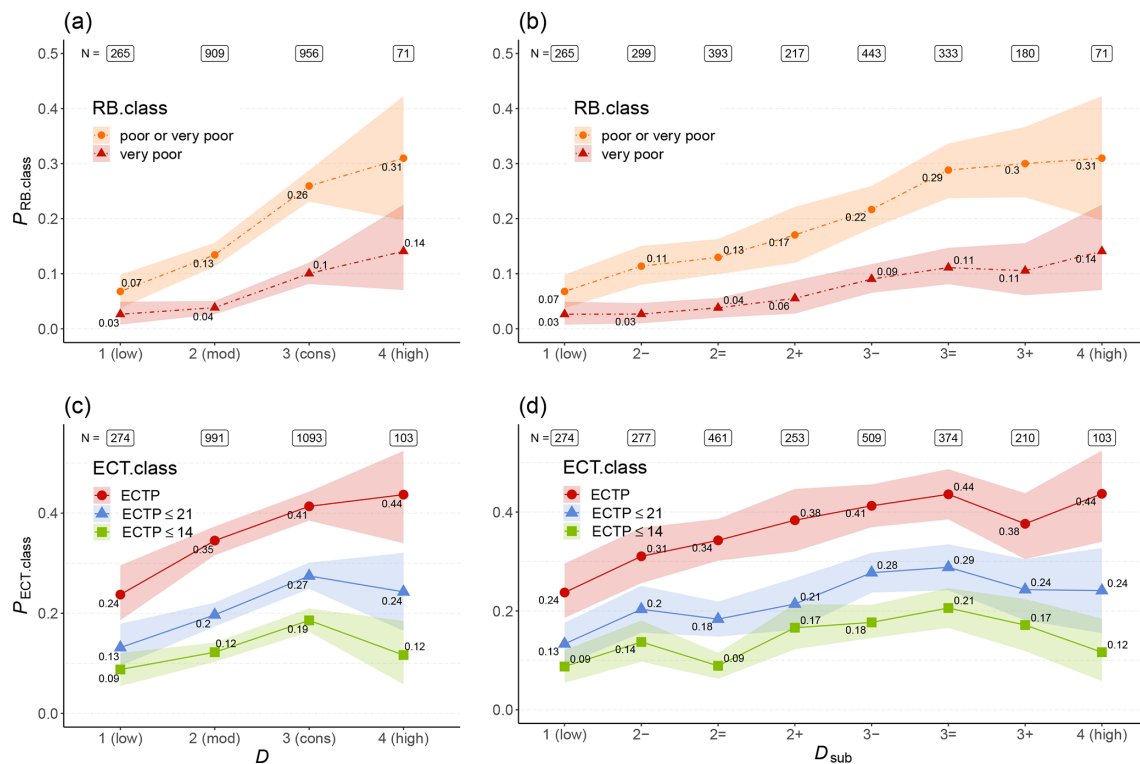 (a)
N = 265 909 956 71
0.5
0.4
0.3
0.2
0.1
0.0
P RB.class
RB.class
poor or very poor
very poor
0.07
0.13
0.26
0.31
0.03
0.04
0.1
0.14
1 (low) 2 (mod) 3 (cons) 4 (high)
(b)
N = 265 299 393 217 443 333 180 71
0.5
0.4
0.3
0.2
0.1
0.0
RB.class
poor or very poor
very poor
0.07
0.11
0.13
0.17
0.22
0.29
0.3
0.31
0.03
0.03
0.04
0.06
0.09
0.11
0.11
0.14
1 (low) 2− 2= 2+ 3− 3= 3+ 4 (high)
(c)
N = 274 991 1093 103
0.4
0.2
0.0
P ECT.class
ECT.class
ECTP
ECTP ≤ 21
ECTP ≤ 14
0.24
0.35
0.41
0.44
0.13
0.2
0.27
0.24
0.09
0.12
0.19
0.12
1 (low) 2 (mod) 3 (cons) 4 (high)
D
(d)
N = 274 277 461 253 509 374 210 103
0.4
0.2
0.0
ECT.class
ECTP
ECTP ≤ 21
ECTP ≤ 14
0.24
0.31
0.34
0.38
0.41
0.44
0.38
0.44
0.13
0.2
0.18
0.21
0.28
0.29
0.24
0.24
0.09
0.14
0.09
0.17
0.18
0.21
0.17
0.12
1 (low) 2− 2= 2+ 3− 3= 3+ 4 (high)
D sub